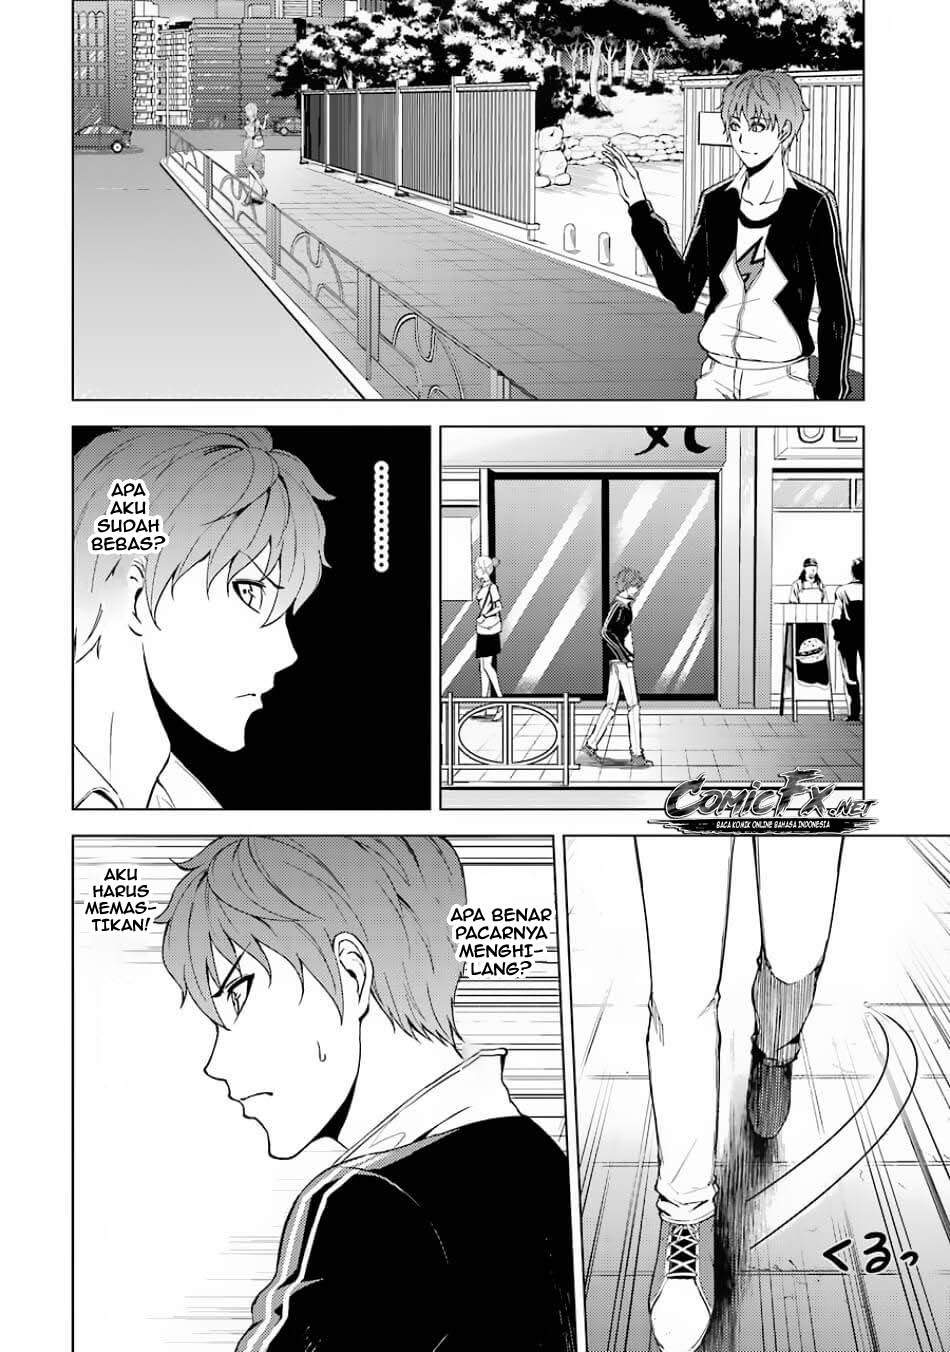 UE
APA
AKU
SUDAH
BEBAS?
COMICFX.NET
BACA KOMIK ONLINE BAHASA INDONESIA
APA BENAR
PACARNYA
MENGHI-
LANG?
AKU
HARUS
MEMAS-
TIKAN!
くるっ